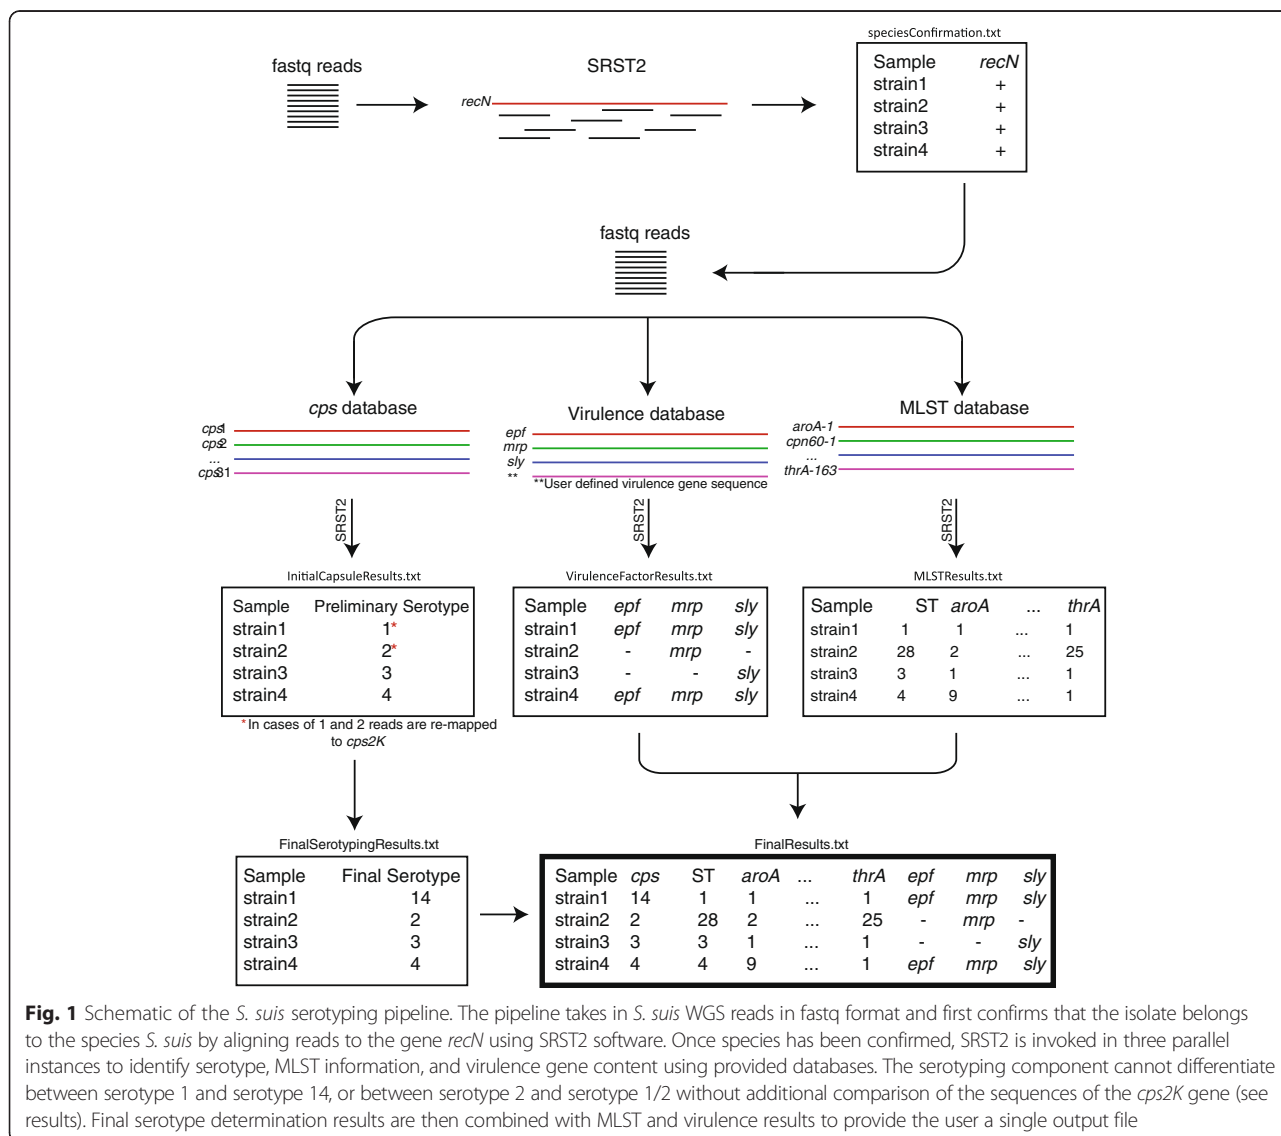 speciesConfirmation.txt
fastq reads
SRST2
recN
Sample recN
strain1 +
strain2 +
strain3 +
strain4 +
fastq reads
cps database
cps1
cps2
...
cps31
Virulence database
epf
mrp
sly
**
**User defined virulence gene sequence
MLST database
aroA-1
cpn60-1
...
thrA-163
SRST2
SRST2
SRST2
InitialCapsuleResults.txt
Sample Preliminary Serotype
strain1 1*
strain2 2*
strain3 3
strain4 4
*In cases of 1 and 2 reads are re-mapped
to cps2K
VirulenceFactorResults.txt
Sample epf mrp sly
strain1 epf mrp sly
strain2 - mrp -
strain3 - - sly
strain4 epf mrp sly
MLSTResults.txt
Sample ST aroA ... thrA
strain1 1 1 ... 1
strain2 28 2 ... 25
strain3 3 1 ... 1
strain4 4 9 ... 1
FinalSerotypingResults.txt
Sample Final Serotype
strain1 14
strain2 2
strain3 3
strain4 4
FinalResults.txt
Sample cps ST aroA ... thrA epf mrp sly
strain1 14 1 1 ... 1 epf mrp sly
strain2 2 28 2 ... 25 - mrp -
strain3 3 3 1 ... 1 - - sly
strain4 4 4 9 ... 1 epf mrp sly
Fig. 1 Schematic of the S. suis serotyping pipeline. The pipeline takes in S. suis WGS reads in fastq format and first confirms that the isolate belongs
to the species S. suis by aligning reads to the gene recN using SRST2 software. Once species has been confirmed, SRST2 is invoked in three parallel
instances to identify serotype, MLST information, and virulence gene content using provided databases. The serotyping component cannot differentiate
between serotype 1 and serotype 14, or between serotype 2 and serotype 1/2 without additional comparison of the sequences of the cps2K gene (see
results). Final serotype determination results are then combined with MLST and virulence results to provide the user a single output file